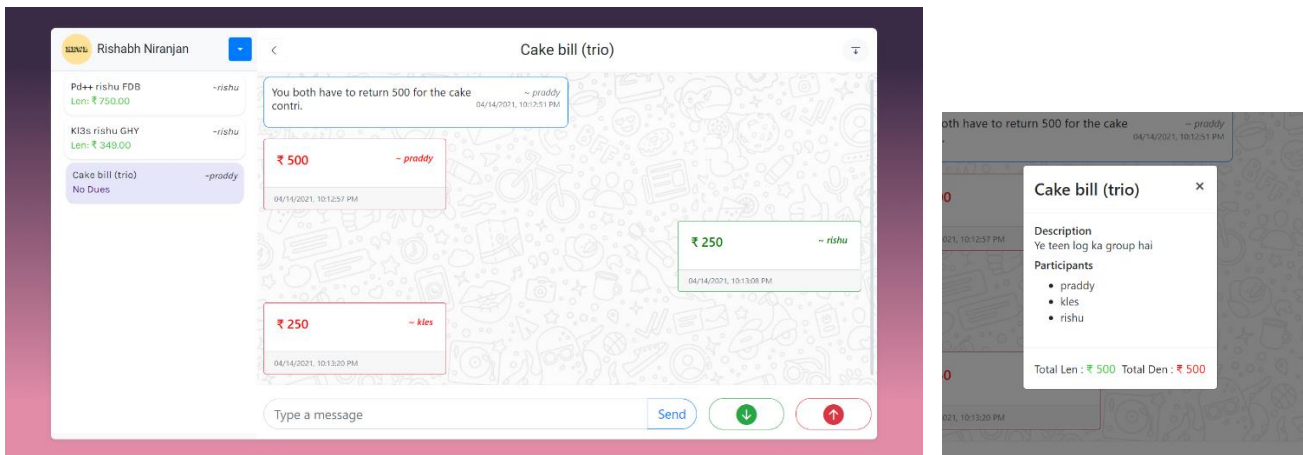 Rishabh Niranjan
Cake bill (trio)
Pd++ rishu FDB
~rishu
Len: ₹ 750.00
Kl3s rishu GHY
~rishu
Len: ₹ 349.00
Cake bill (trio)
~praddy
No Dues
You both have to return 500 for the cake
~ praddy
contri.
04/14/2021, 10:12:51 PM
₹ 500
~ praddy
04/14/2021, 10:12:57 PM
₹ 250
~ rishu
04/14/2021, 10:13:08 PM
₹ 250
~ kles
04/14/2021, 10:13:20 PM
Type a message
Send
oth have to return 500 for the cake
~ praddy
04/14/2021, 10:12:51 PM
0
021, 10:12:57 PM
Cake bill (trio)
×
Description
Ye teen log ka group hai
Participants
• praddy
• kles
• rishu
0
Total Len : ₹ 500 Total Den : ₹ 500
021, 10:13:20 PM